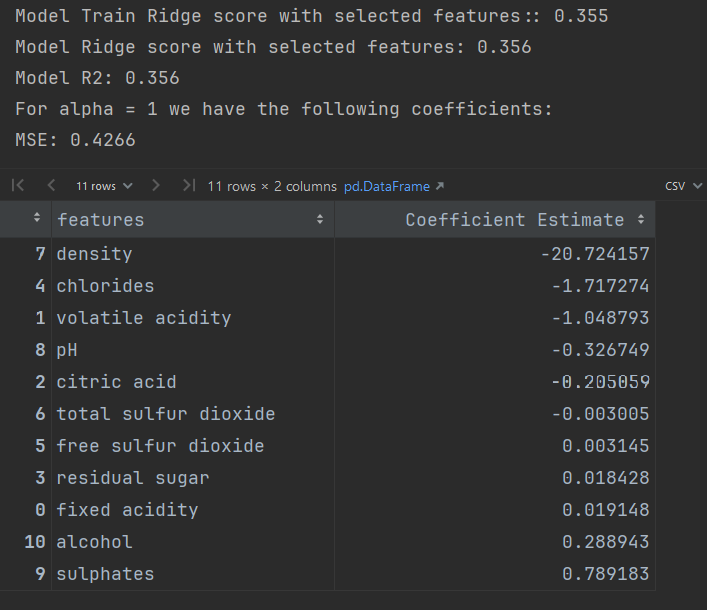 Model Train Ridge score with selected features:: 0.355
Model Ridge score with selected features: 0.356
Model R2: 0.356
For alpha = 1 we have the following coefficients:
MSE: 0.4266
11 rows 11 rows × 2 columns pd.DataFrame CSV
features Coefficient Estimate
7 density -20.724157
4 chlorides -1.717274
1 volatile acidity -1.048793
8 pH -0.326749
2 citric acid -0.205059
6 total sulfur dioxide -0.003005
5 free sulfur dioxide 0.003145
3 residual sugar 0.018428
0 fixed acidity 0.019148
10 alcohol 0.288943
9 sulphates 0.789183